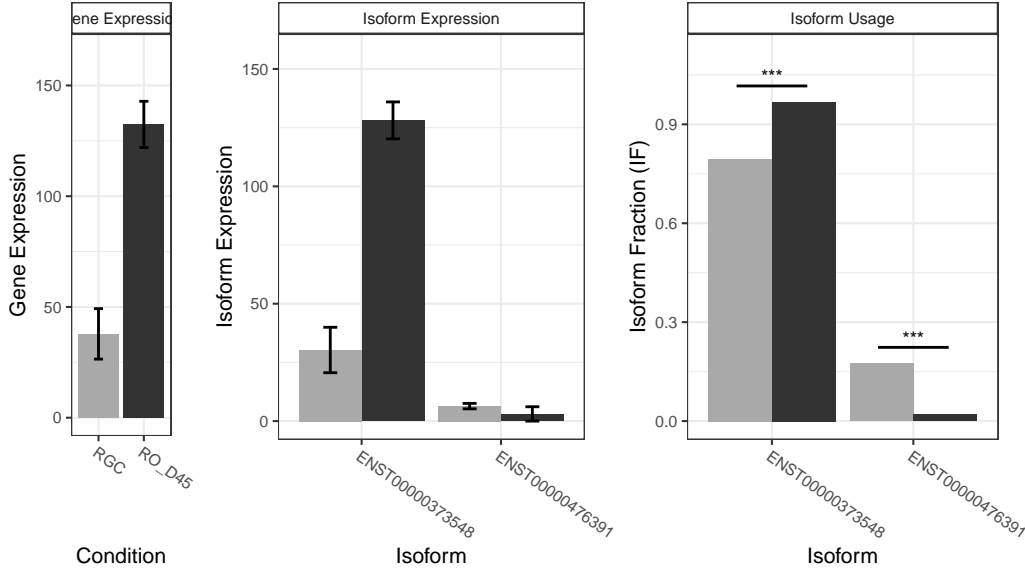 ene Expressio
Gene Expression
150
100
50
0
RGC
RO_D45
Condition
Isoform Expression
Isoform Expression
150
100
50
0
ENST00000373548
ENST00000476391
Isoform
Isoform Usage
Isoform Fraction (IF)
0.9
0.6
0.3
0.0
***
***
ENST00000373548
ENST00000476391
Isoform